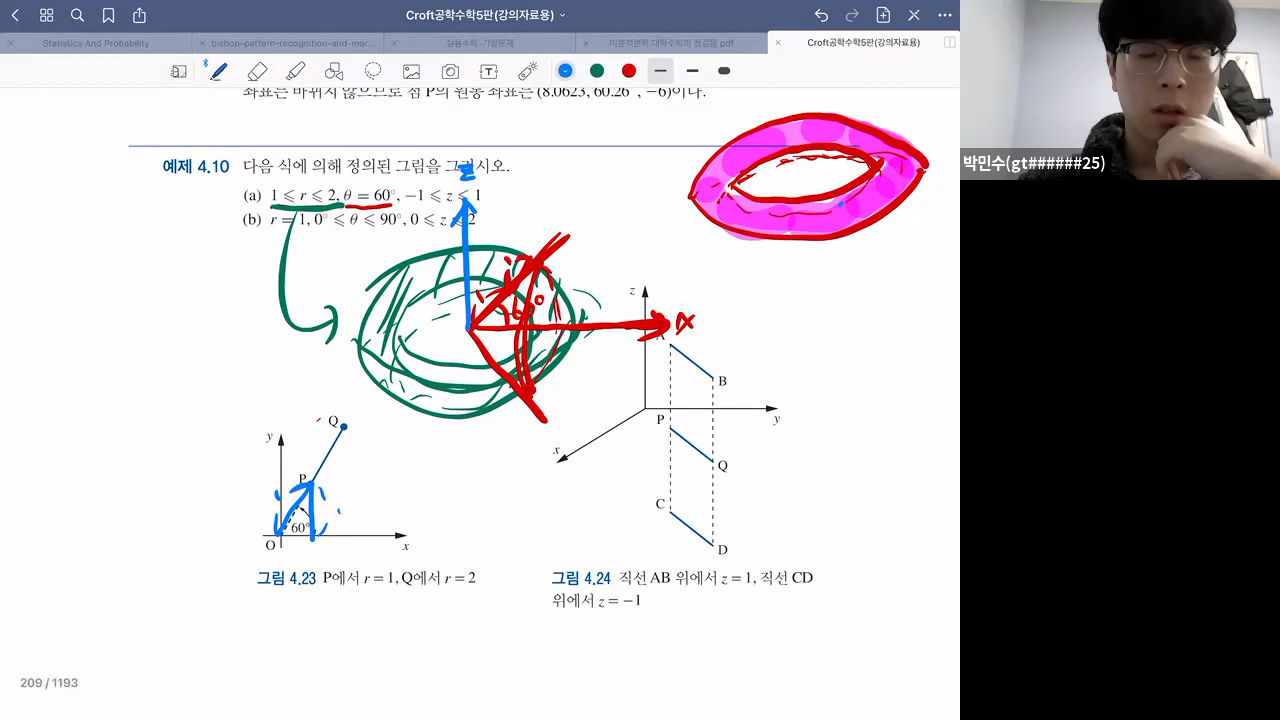 Croft공학수학5판(강의자료용)
Statistics And Probability
bishop-pattern-recognition-and-mac...
실용수학-기출문제
미분적분학 대학수학의 첫걸음.pdf
Croft공학수학5판(강의자료용)
박민수(gt######25)
좌표는 바뀌지 않으므로 점 P의 원통 좌표는 (8.0623, 60.26°, −6)이다.
예제 4.10 다음 식에 의해 정의된 그림을 그리시오.
(a) 1 ⩽ r ⩽ 2, θ = 60°, −1 ⩽ z ⩽ 1
(b) r = 1, 0° ⩽ θ ⩽ 90°, 0 ⩽ z ⩽ 2
z
60°
x
z
A
B
y
P
x
Q
C
D
Q
y
P
60°
O
x
그림 4.23 P에서 r = 1, Q에서 r = 2
그림 4.24 직선 AB 위에서 z = 1, 직선 CD
위에서 z = −1
209 / 1193